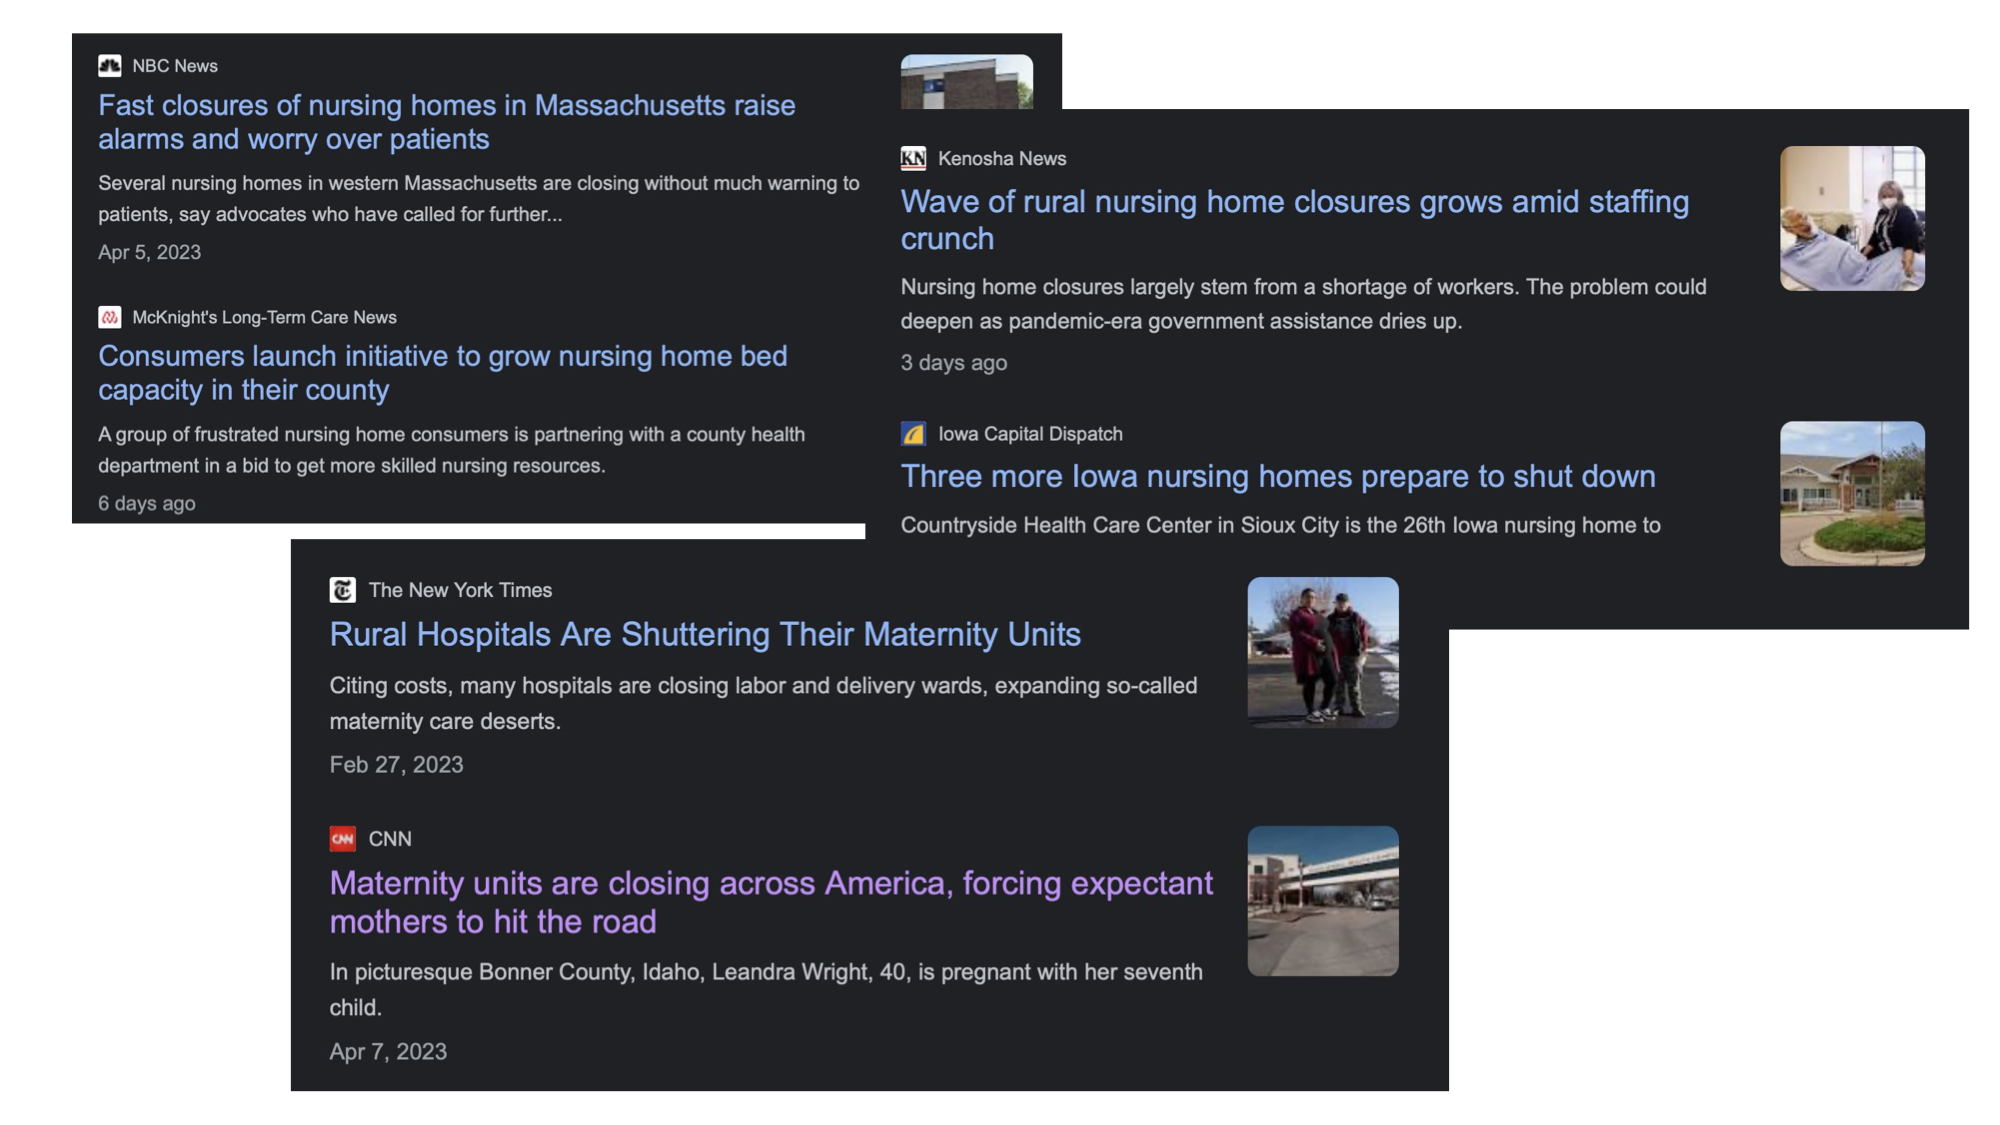 NBC News
Fast closures of nursing homes in Massachusetts raise
alarms and worry over patients
Several nursing homes in western Massachusetts are closing without much warning to
patients, say advocates who have called for further...
Apr 5, 2023
McKnight's Long-Term Care News
Consumers launch initiative to grow nursing home bed
capacity in their county
A group of frustrated nursing home consumers is partnering with a county health
department in a bid to get more skilled nursing resources.
6 days ago
KN Kenosha News
Wave of rural nursing home closures grows amid staffing
crunch
Nursing home closures largely stem from a shortage of workers. The problem could
deepen as pandemic-era government assistance dries up.
3 days ago
Iowa Capital Dispatch
Three more Iowa nursing homes prepare to shut down
Countryside Health Care Center in Sioux City is the 26th Iowa nursing home to
The New York Times
Rural Hospitals Are Shuttering Their Maternity Units
Citing costs, many hospitals are closing labor and delivery wards, expanding so-called
maternity care deserts.
Feb 27, 2023
CNN CNN
Maternity units are closing across America, forcing expectant
mothers to hit the road
In picturesque Bonner County, Idaho, Leandra Wright, 40, is pregnant with her seventh
child.
Apr 7, 2023